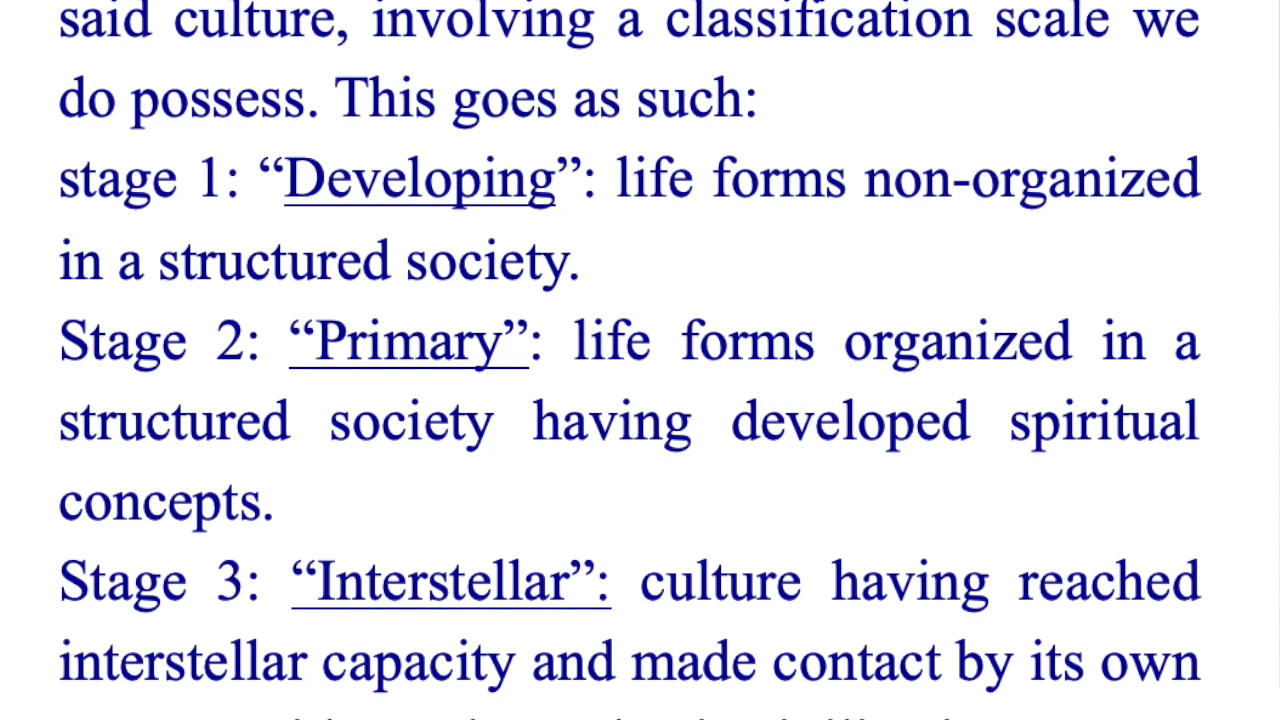 said culture, involving a classification scale we
do possess. This goes as such:
stage 1: “Developing”: life forms non-organized
in a structured society.
Stage 2: “Primary”: life forms organized in a
structured society having developed spiritual
concepts.
Stage 3: “Interstellar”: culture having reached
interstellar capacity and made contact by its own